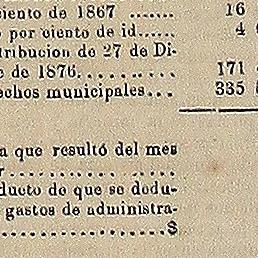 ciento de 1867 ....... 16
por ciento de id...... 4
tribucion de 27 de Di-
e de 1876.......... 171
echos municipales... 335
a que resultó del mes
r .................
ducto de que se dedu-
gastos de administra-
......................$